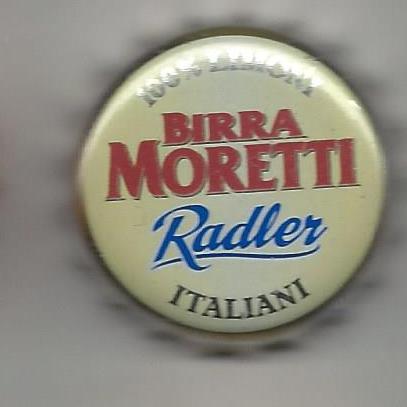 100% LIMONI
BIRRA
MORETTI
Radler
ITALIANI